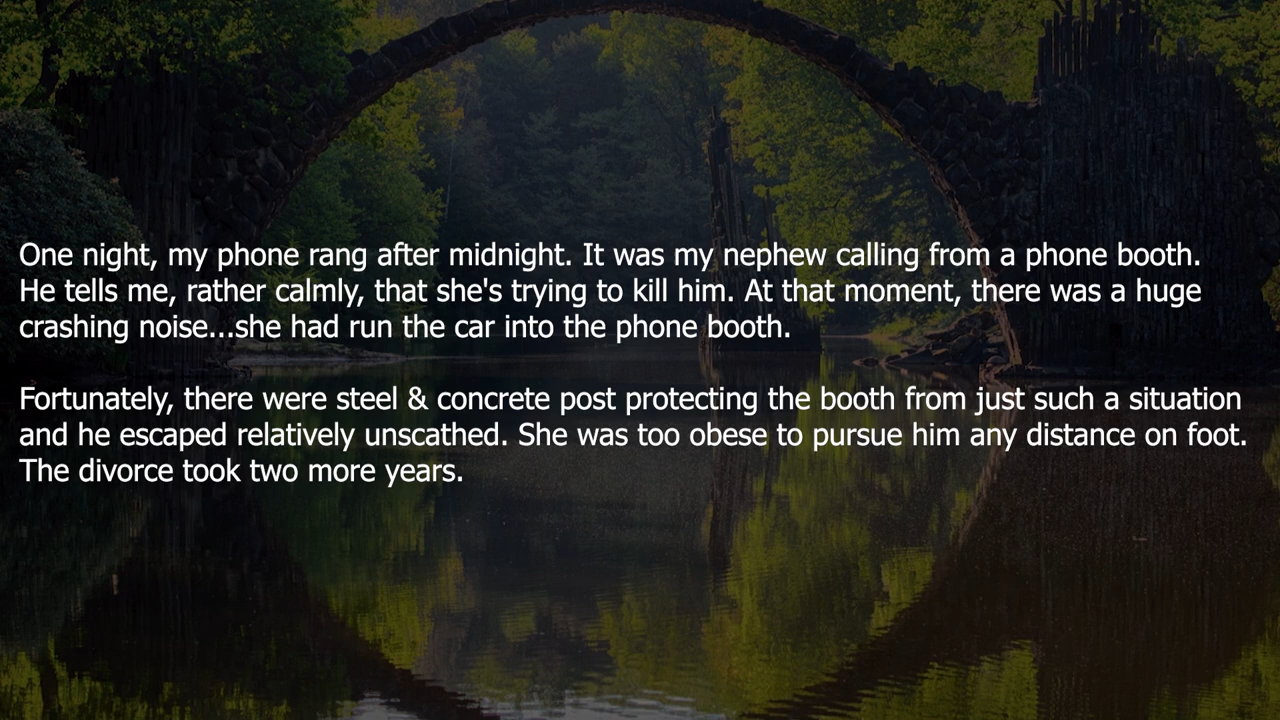 One night, my phone rang after midnight. It was my nephew calling from a phone booth.
He tells me, rather calmly, that she's trying to kill him. At that moment, there was a huge
crashing noise...she had run the car into the phone booth.
Fortunately, there were steel & concrete post protecting the booth from just such a situation
and he escaped relatively unscathed. She was too obese to pursue him any distance on foot.
The divorce took two more years.